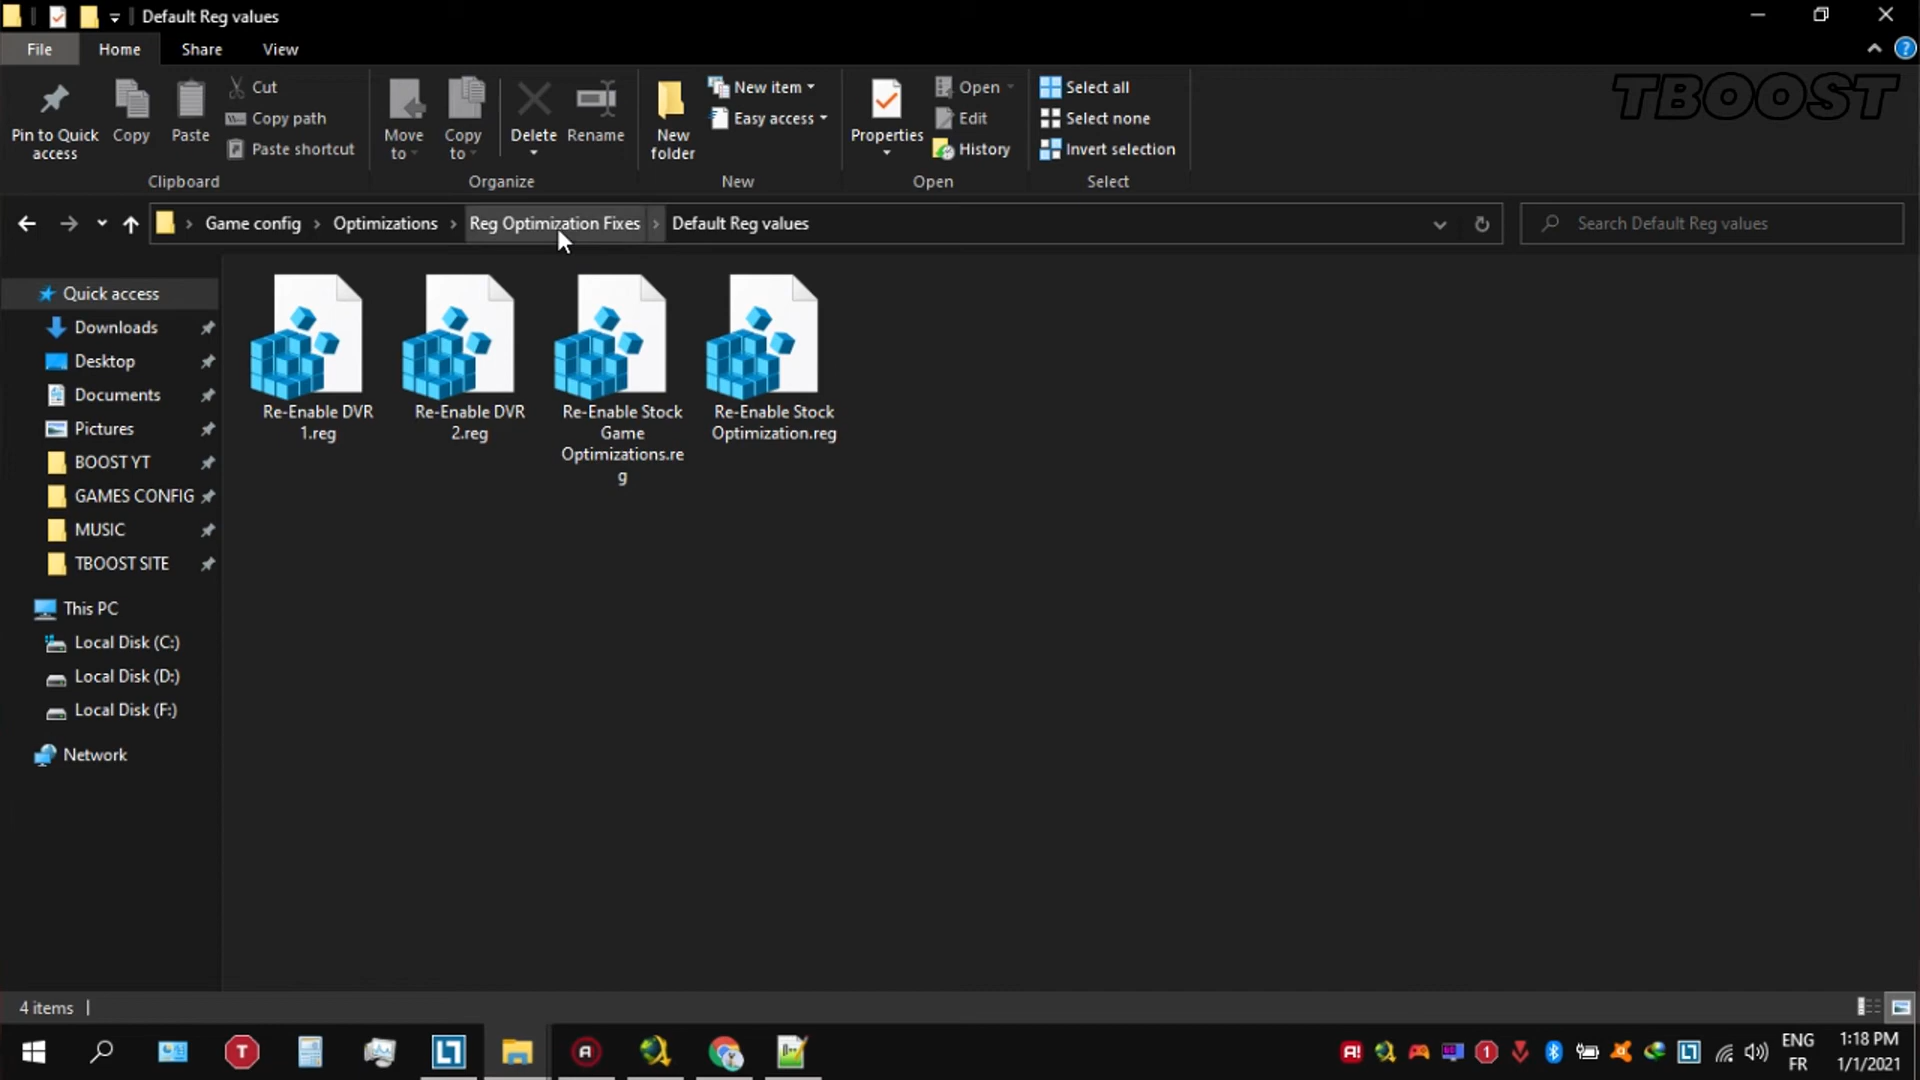 Default Reg values
File
Home
Share
View
TBOOST
Pin to Quick
access
Copy
Paste
Cut
Copy path
Paste shortcut
Clipboard
Move
to
Copy
to
Delete
Rename
Organize
New
folder
New item
Easy access
New
Properties
Open
Edit
History
Open
Select all
Select none
Invert selection
Select
Game config
Optimizations
Reg Optimization Fixes
Default Reg values
Search Default Reg values
Quick access
Downloads
Desktop
Documents
Pictures
BOOST YT
GAMES CONFIG
MUSIC
TBOOST SITE
This PC
Local Disk (C:)
Local Disk (D:)
Local Disk (F:)
Network
Re-Enable DVR
1.reg
Re-Enable DVR
2.reg
Re-Enable Stock
Game
Optimizations.re
g
Re-Enable Stock
Optimization.reg
4 items
ENG
FR
1:18 PM
1/1/2021